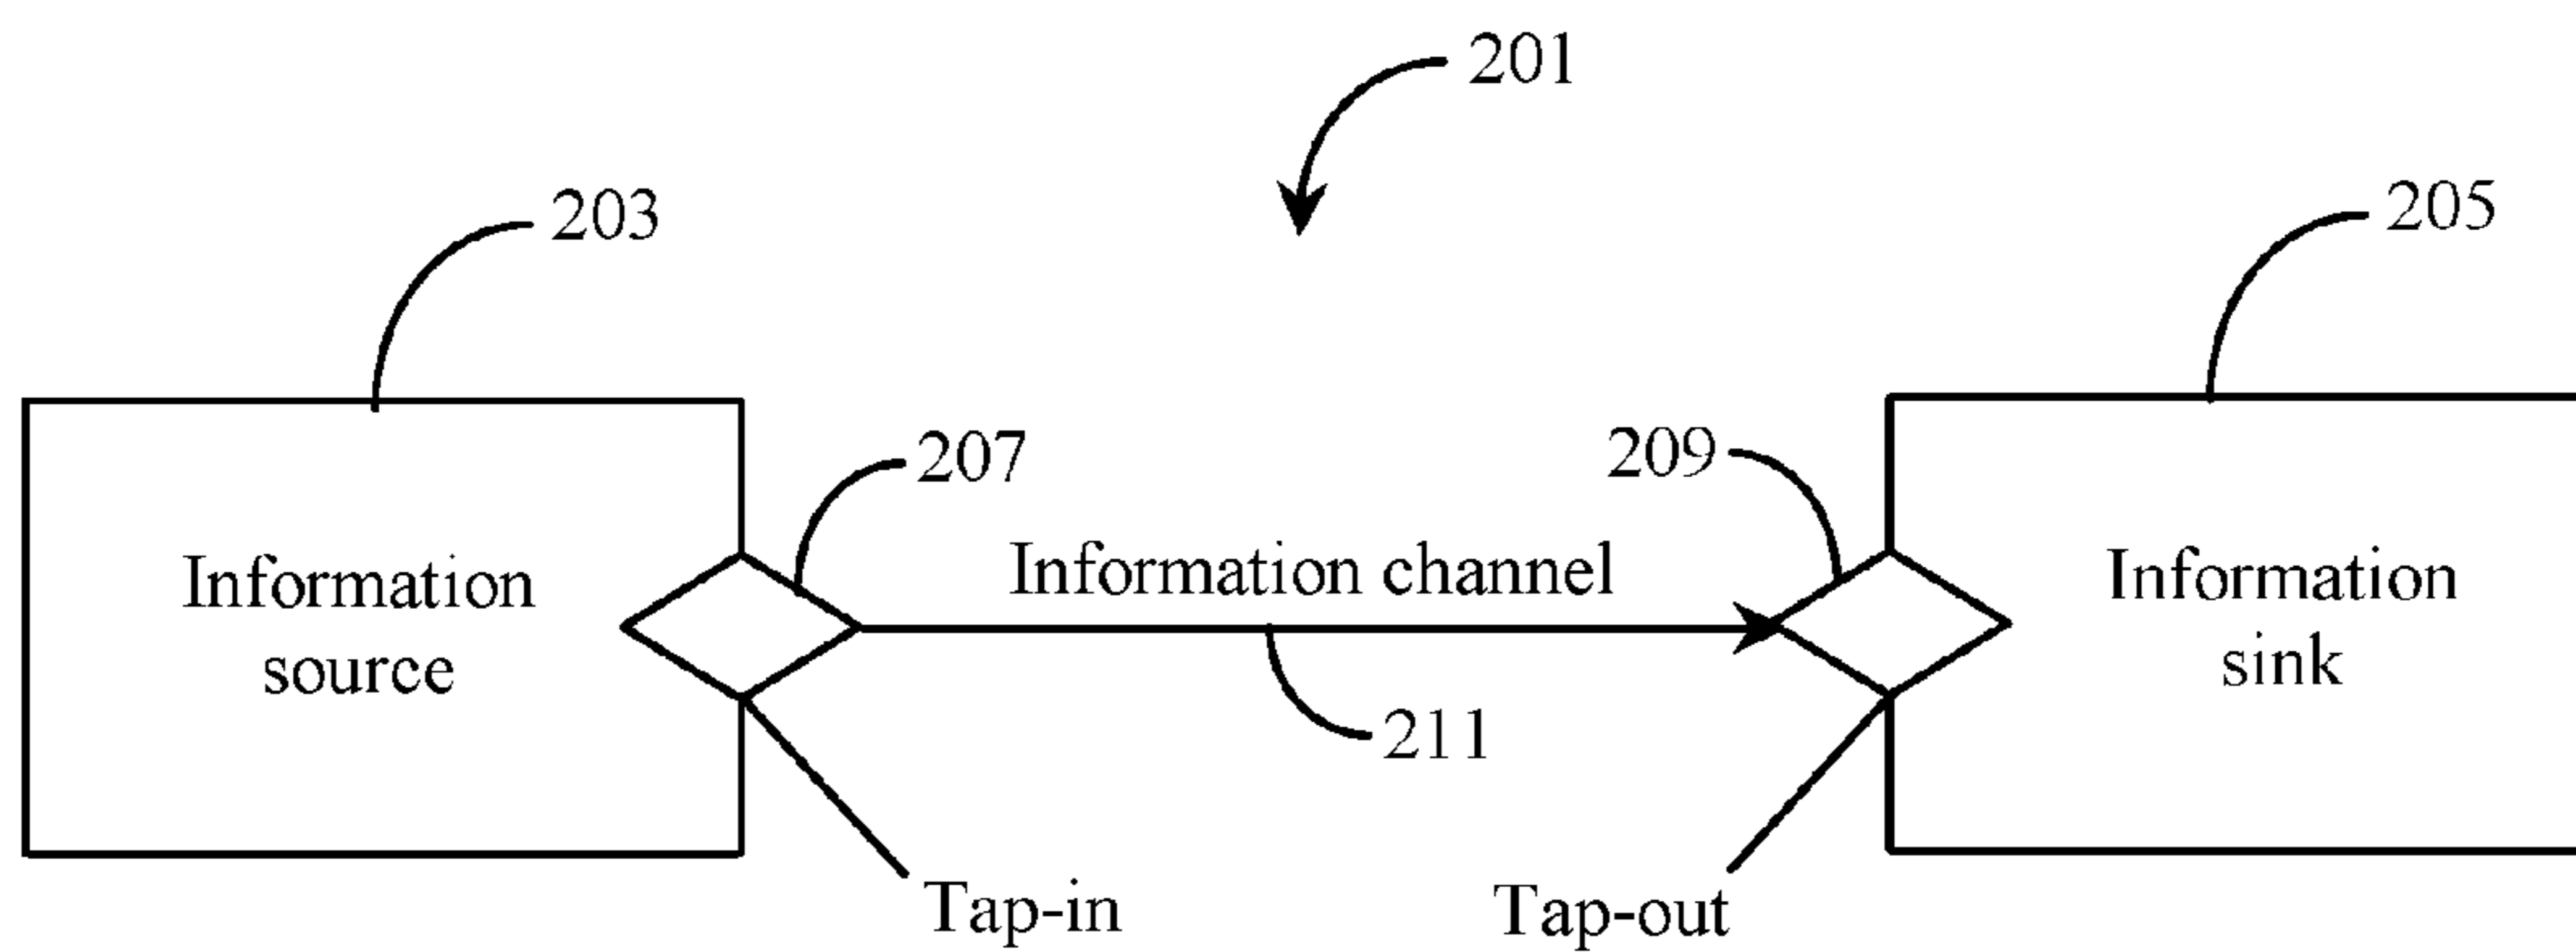 201
203
205
207
209
Information
source
Information channel
Information
sink
211
Tap-in
Tap-out